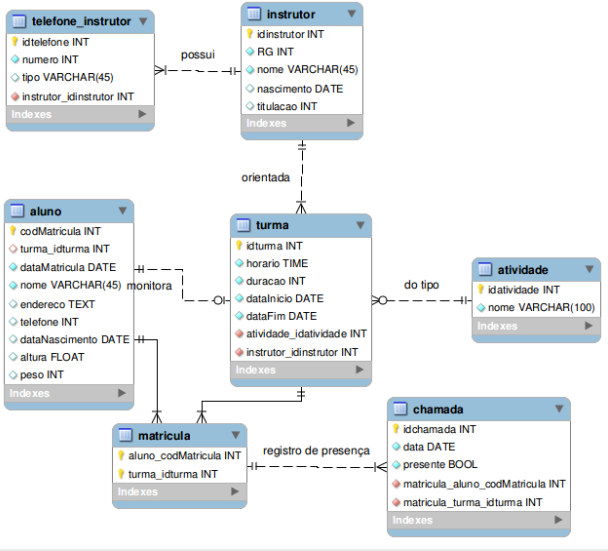 telefone_instrutor
idtelefone INT
numero INT
tipo VARCHAR(45)
instrutor_idinstrutor INT
Indexes
possui
instrutor
idinstrutor INT
RG INT
nome VARCHAR(45)
nascimento DATE
titulacao INT
Indexes
orientada
aluno
codMatricula INT
turma_idturma INT
dataMatricula DATE
nome VARCHAR(45)
endereco TEXT
telefone INT
dataNascimento DATE
altura FLOAT
peso INT
Indexes
monitora
turma
idturma INT
horario TIME
duracao INT
dataInicio DATE
dataFim DATE
atividade_idatividade INT
instrutor_idinstrutor INT
Indexes
do tipo
atividade
idatividade INT
nome VARCHAR(100)
Indexes
matricula
aluno_codMatricula INT
turma_idturma INT
Indexes
registro de presença
chamada
idchamada INT
data DATE
presente BOOL
matricula_aluno_codMatricula INT
matricula_turma_idturma INT
Indexes